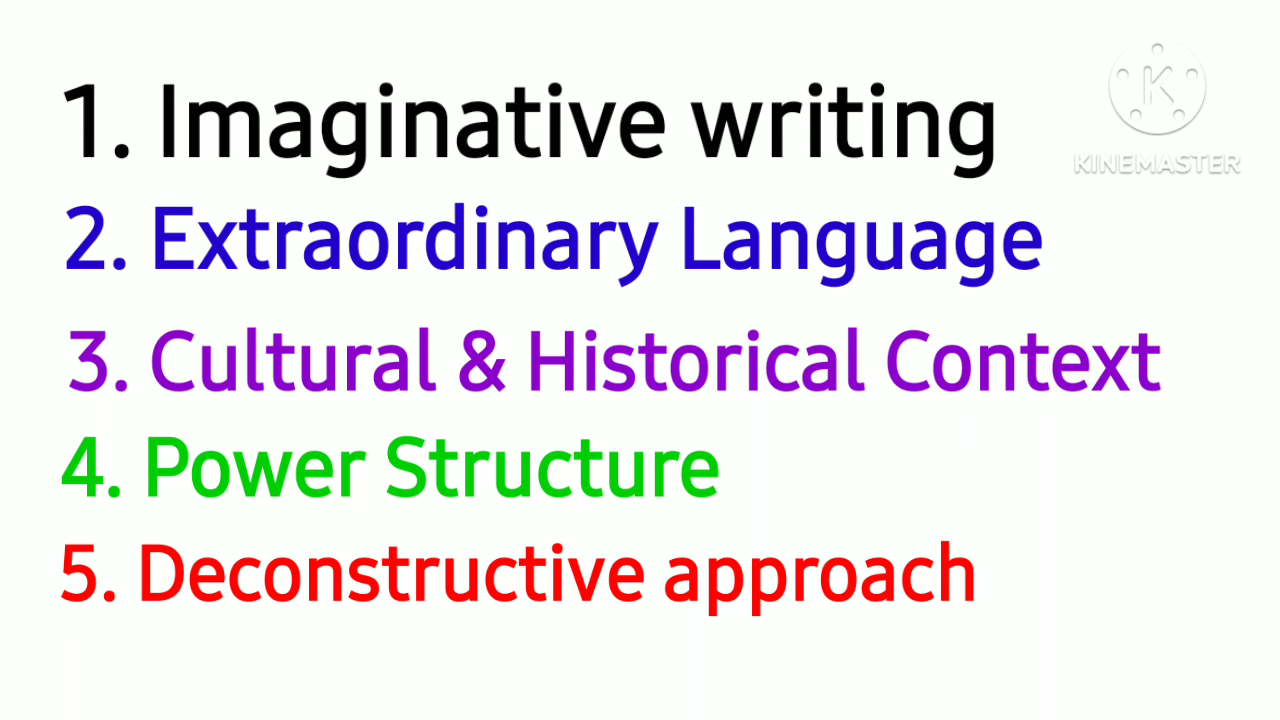 1. Imaginative writing
KINEMASTER
2. Extraordinary Language
3. Cultural & Historical Context
4. Power Structure
5. Deconstructive approach